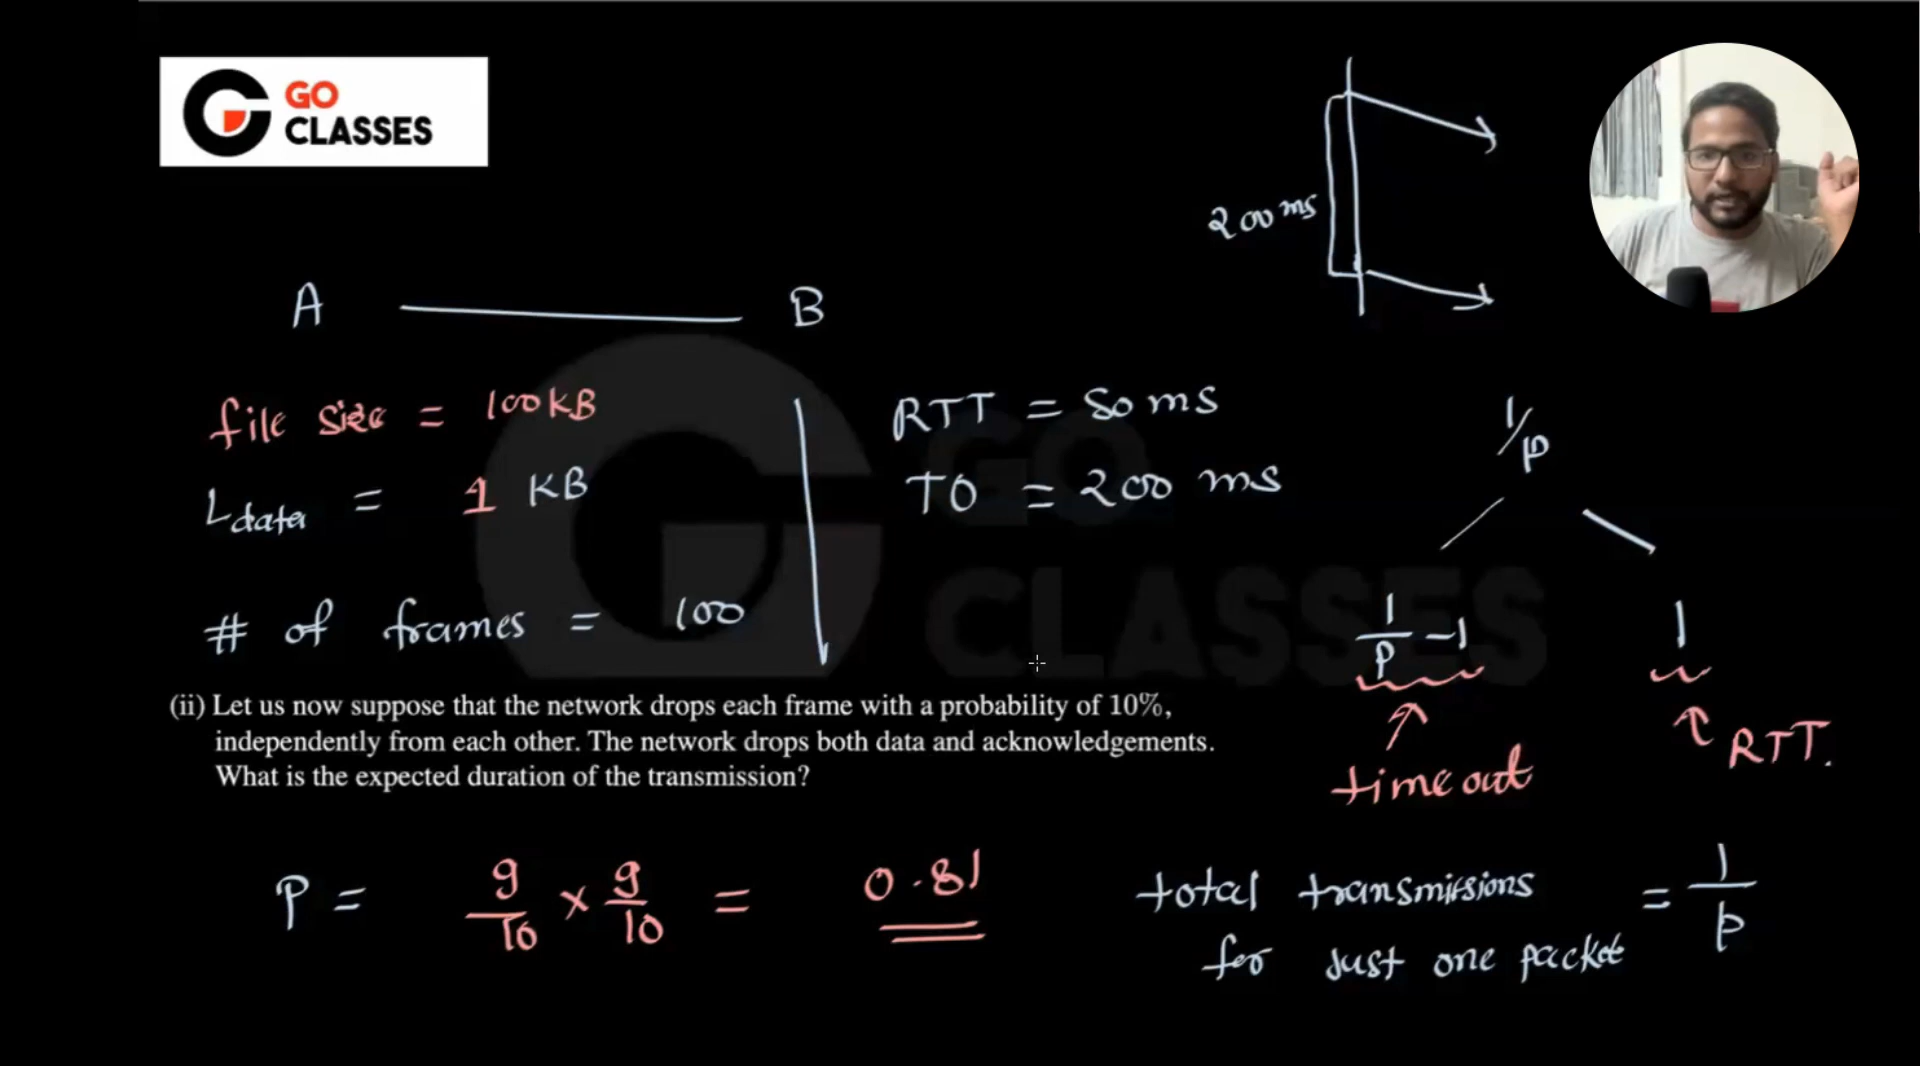 GO
CLASSES
200 ms
A B
file size = 100 KB
RTT = 80 ms
1/p
Ldata = 1 KB
TO = 200 ms
GO
CLASSES
# of frames = 100
1/p - 1
1
(ii) Let us now suppose that the network drops each frame with a probability of 10%,
independently from each other. The network drops both data and acknowledgements.
What is the expected duration of the transmission?
time out
RTT.
P = 9/10 × 9/10 = 0.81
total transmissions = 1/p
for just one packet